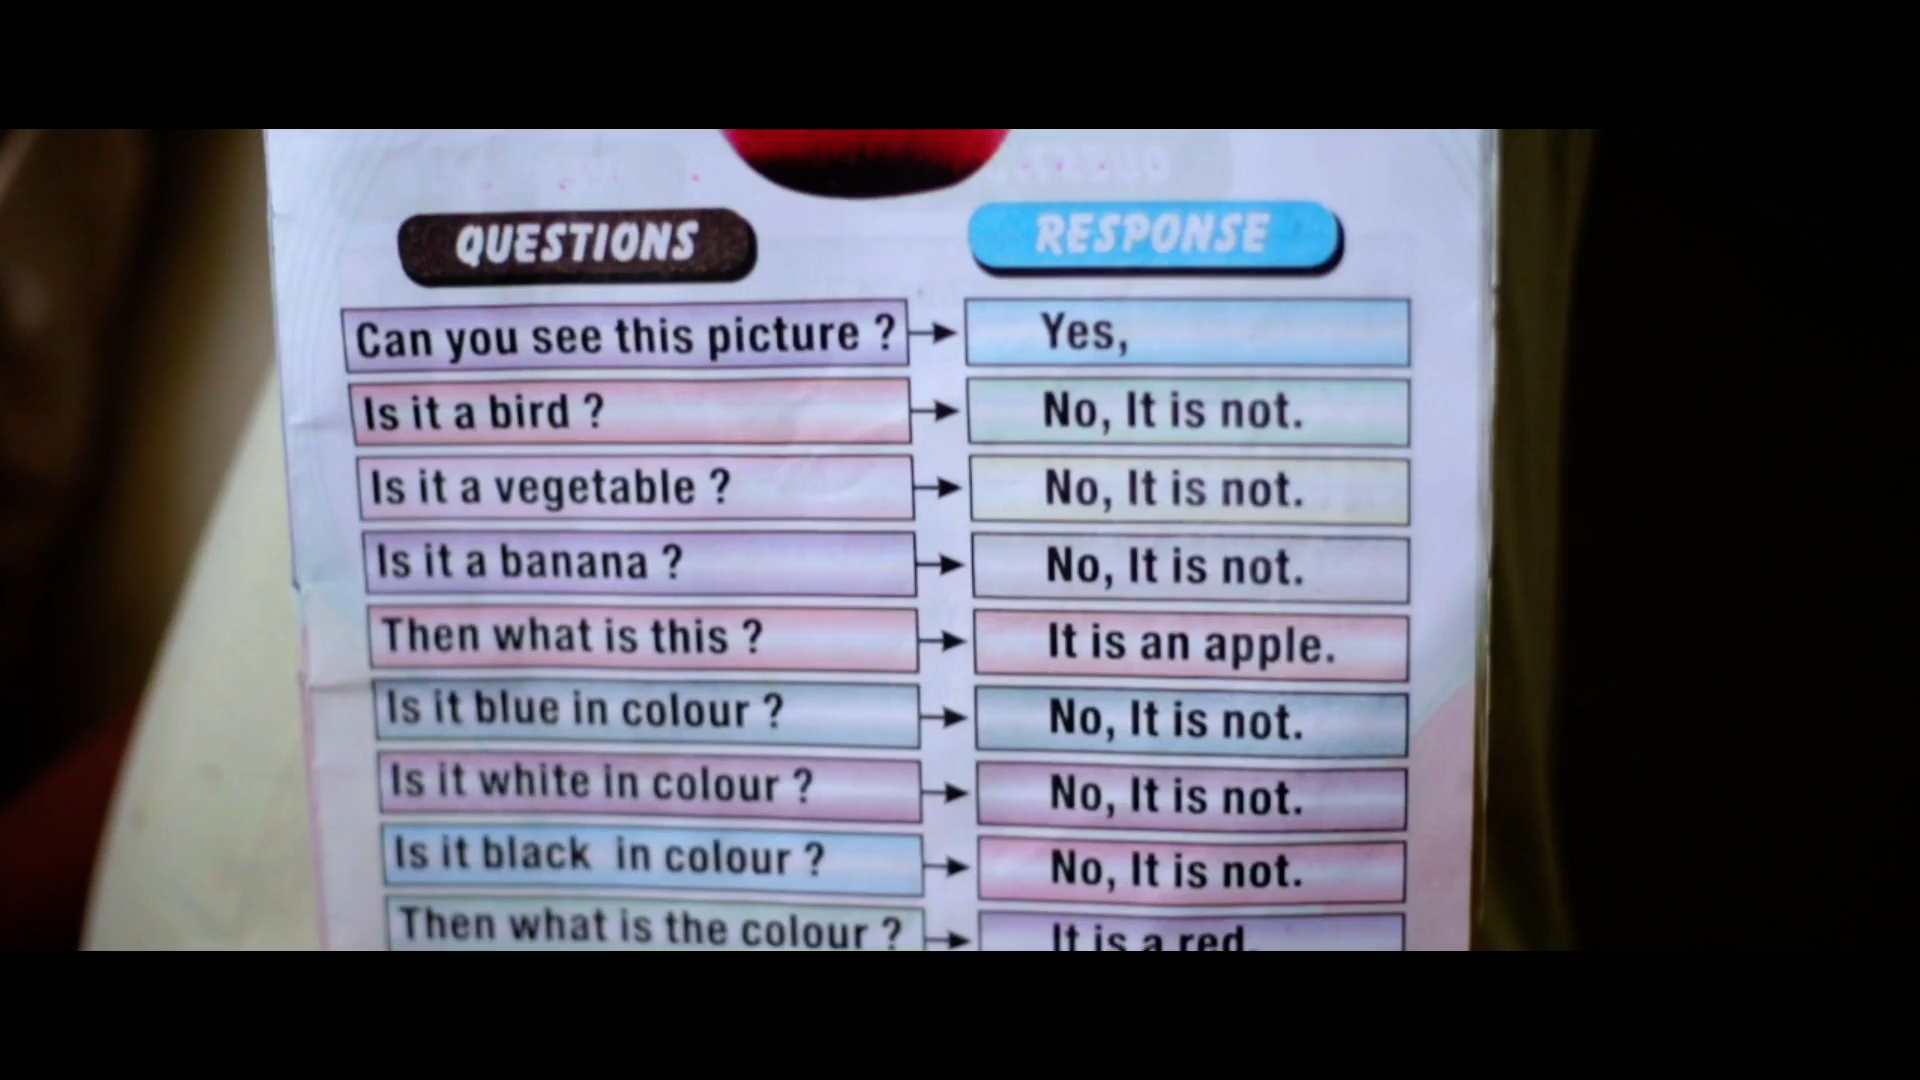 QUESTIONS RESPONSE
Can you see this picture ? Yes,
Is it a bird ? No, It is not.
Is it a vegetable ? No, It is not.
Is it a banana ? No, It is not.
Then what is this ? It is an apple.
Is it blue in colour ? No, It is not.
Is it white in colour ? No, It is not.
Is it black in colour ? No, It is not.
Then what is the colour ? It is a red.